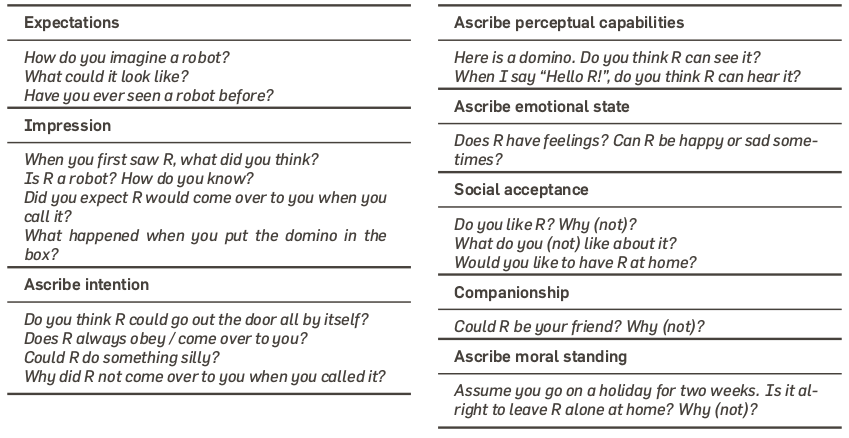 Expectations
How do you imagine a robot?
What could it look like?
Have you ever seen a robot before?
Impression
When you first saw R, what did you think?
Is R a robot? How do you know?
Did you expect R would come over to you when you
call it?
What happened when you put the domino in the
box?
Ascribe intention
Do you think R could go out the door all by itself?
Does R always obey / come over to you?
Could R do something silly?
Why did R not come over to you when you called it?
Ascribe perceptual capabilities
Here is a domino. Do you think R can see it?
When I say “Hello R!”, do you think R can hear it?
Ascribe emotional state
Does R have feelings? Can R be happy or sad some-
times?
Social acceptance
Do you like R? Why (not)?
What do you (not) like about it?
Would you like to have R at home?
Companionship
Could R be your friend? Why (not)?
Ascribe moral standing
Assume you go on a holiday for two weeks. Is it al-
right to leave R alone at home? Why (not)?